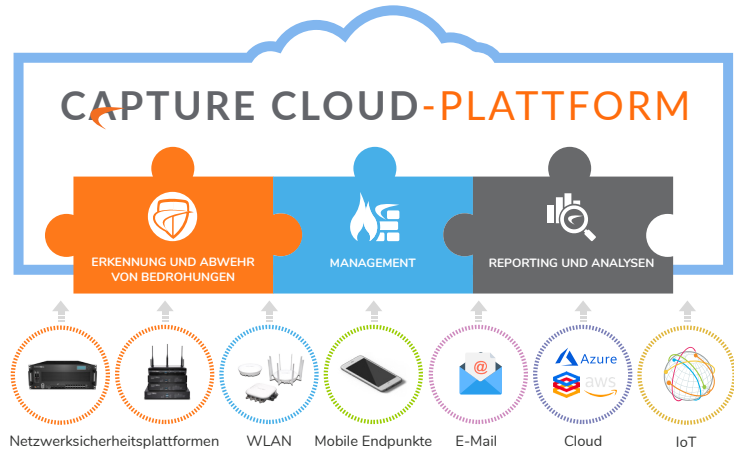 CAPTURE CLOUD-PLATTFORM
ERKENNUNG UND ABWEHR
VON BEDROHUNGEN
MANAGEMENT
REPORTING UND ANALYSEN
@
Azure
aws
Netzwerksicherheitsplattformen
WLAN
Mobile Endpunkte
E-Mail
Cloud
IoT